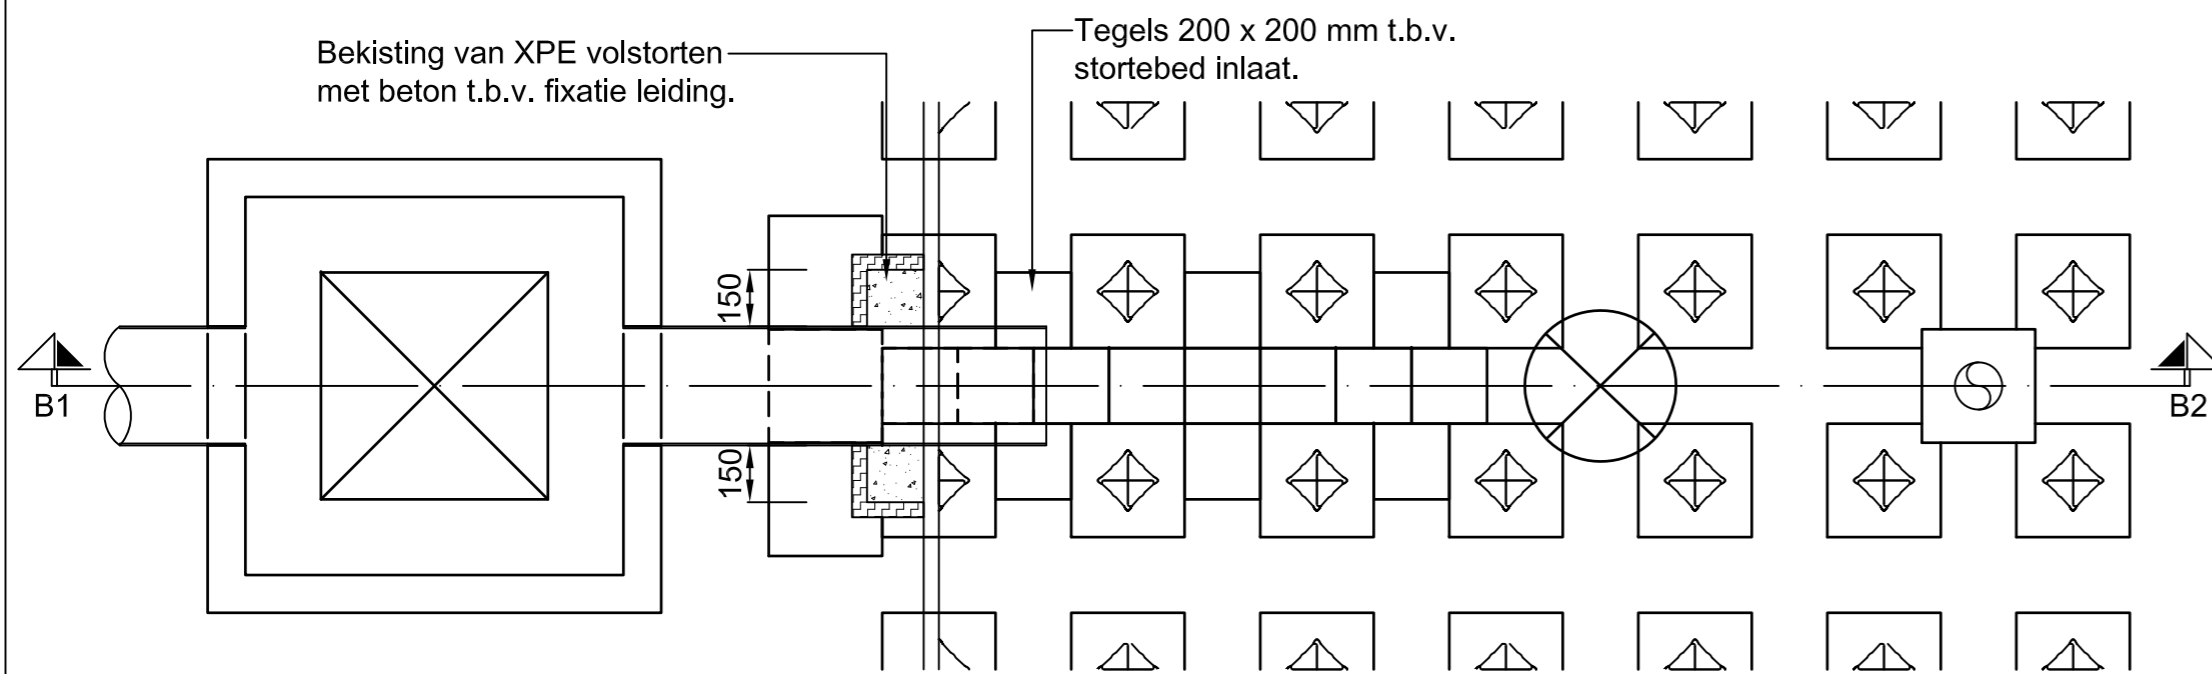 Bekisting van XPE volstorten
met beton t.b.v. fixatie leiding.
Tegels 200 x 200 mm t.b.v.
stortebed inlaat.
150
150
B1
B2